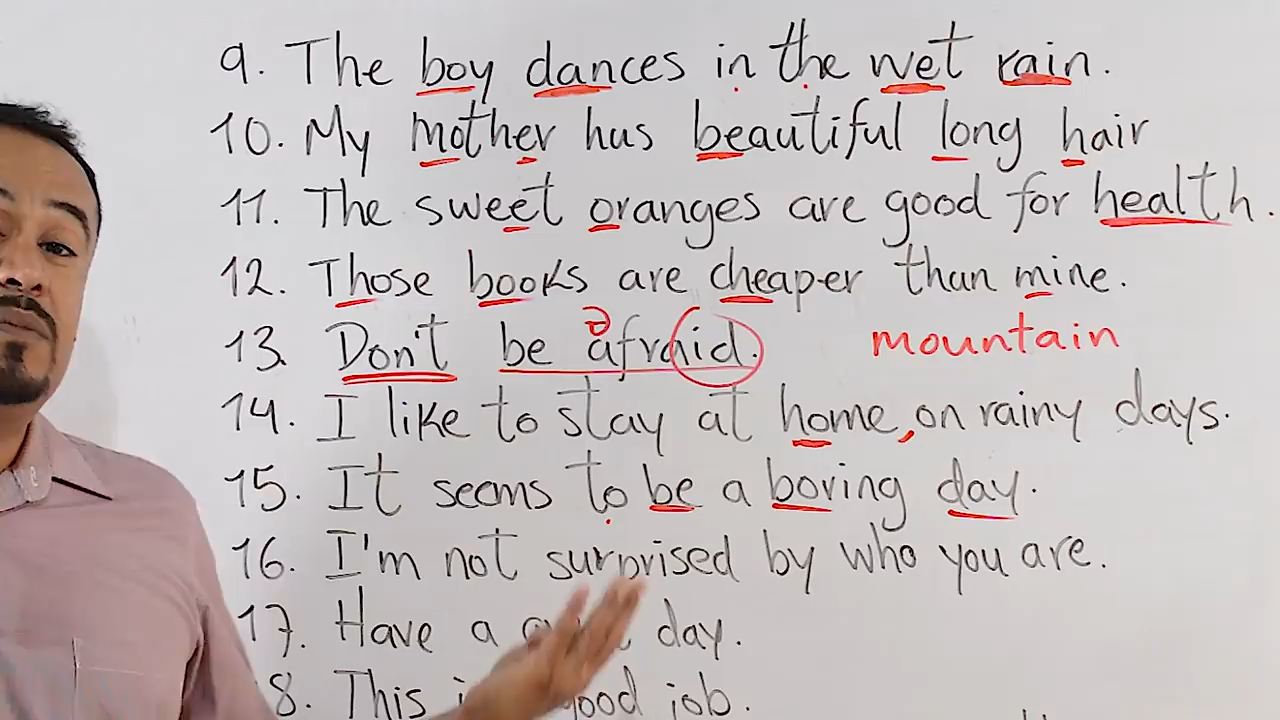 9. The boy dances in the wet rain.
10. My mother has beautiful long hair
11. The sweet oranges are good for health.
12. Those books are cheaper than mine.
13. Don't be afraid. mountain
ə
14. I like to stay at home, on rainy days.
15. It seems to be a boring day.
16. I'm not surprised by who you are.
17. Have a day.
8. This good job.